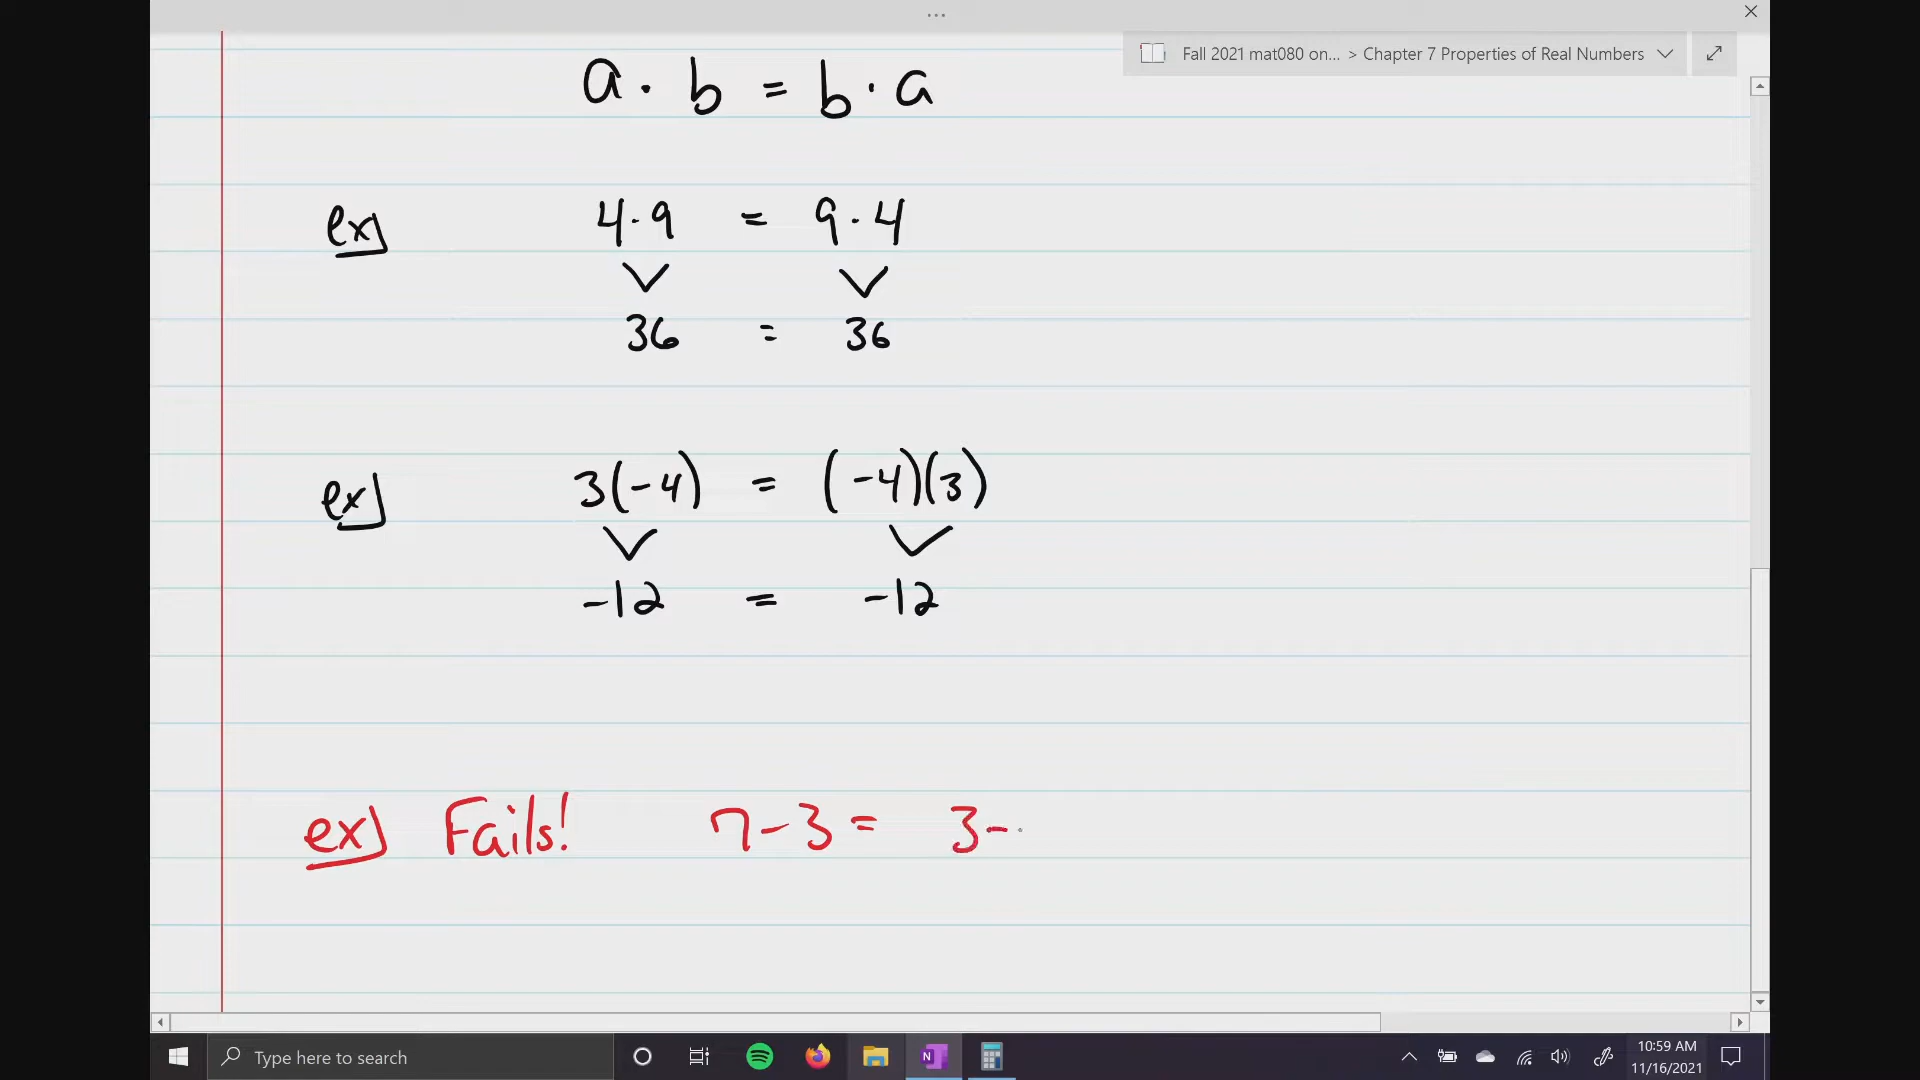 ...
Fall 2021 mat080 on... > Chapter 7 Properties of Real Numbers
a · b = b · a
ex) 4·9 = 9·4
36 = 36
ex) 3(-4) = (-4)(3)
-12 = -12
ex) Fails! 7-3= 3-
Type here to search
10:59 AM
11/16/2021